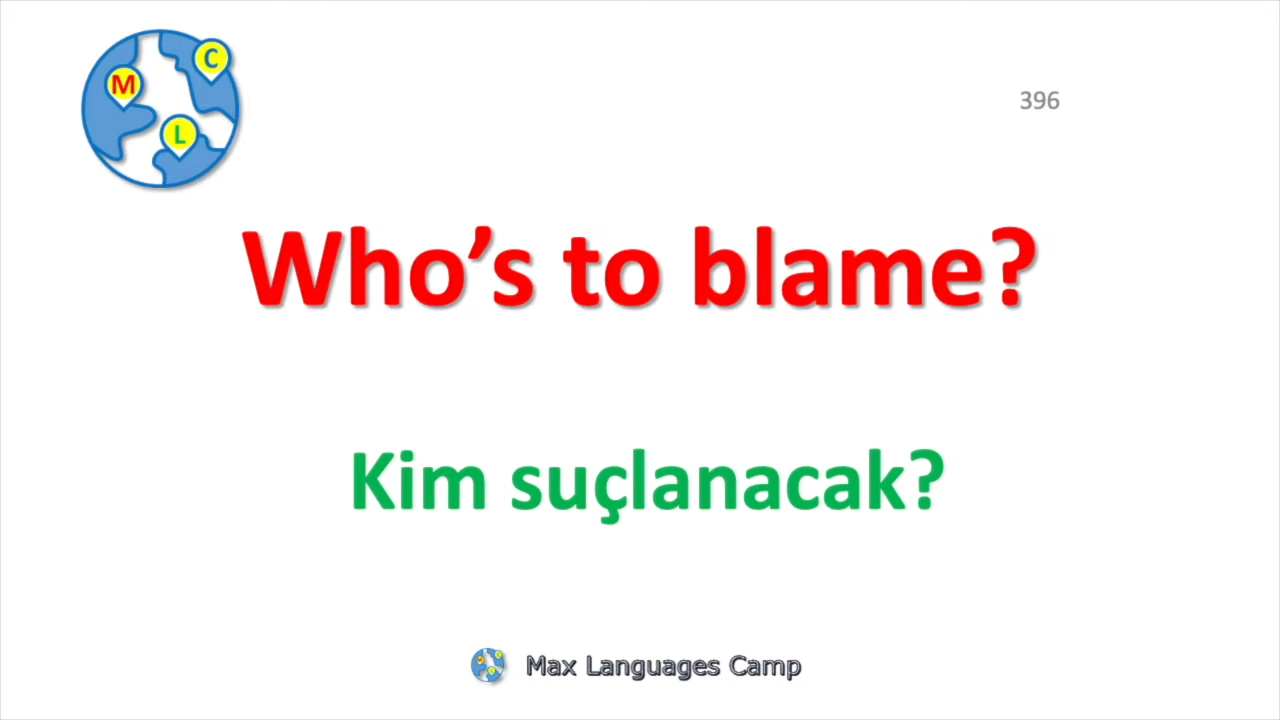 C
M
L
396
Who’s to blame?
Kim suçlanacak?
Max Languages Camp